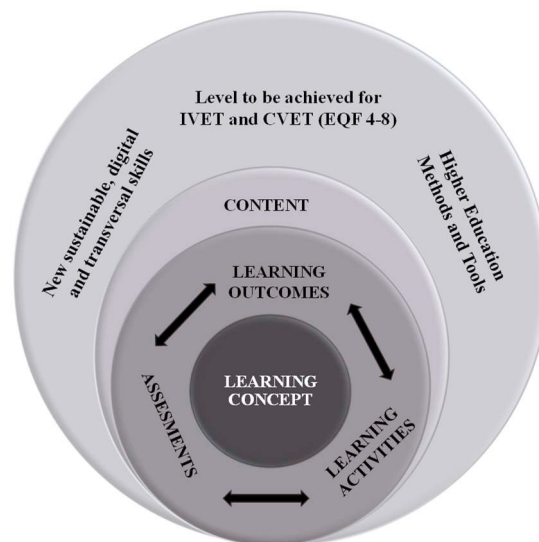 Level to be achieved for
IVET and CVET (EQF 4-8)
New sustainable, digital
and transversal skills
Higher Education
Methods and Tools
CONTENT
LEARNING
OUTCOMES
ASSESMENTS
LEARNING
ACTIVITIES
LEARNING
CONCEPT